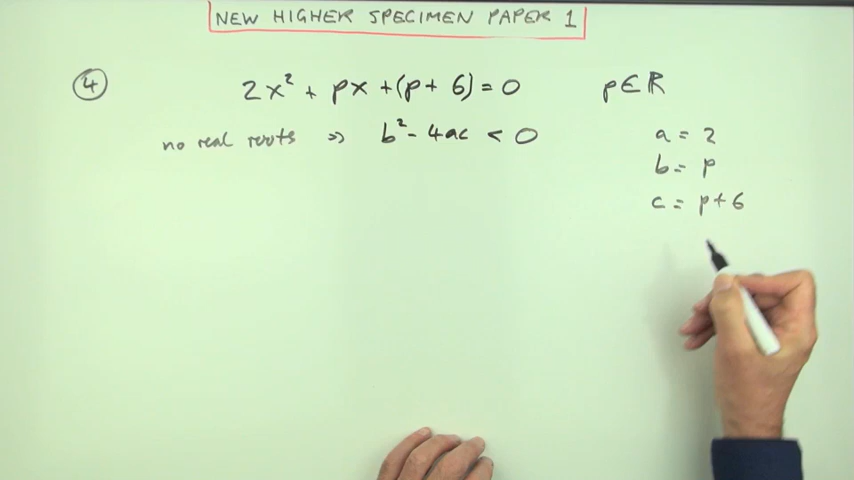 NEW HIGHER SPECIMEN PAPER 1
④ 2x² + px + (p + 6) = 0 p ∈ ℝ
no real roots ⇒ b² - 4ac < 0
a = 2
b = p
c = p + 6